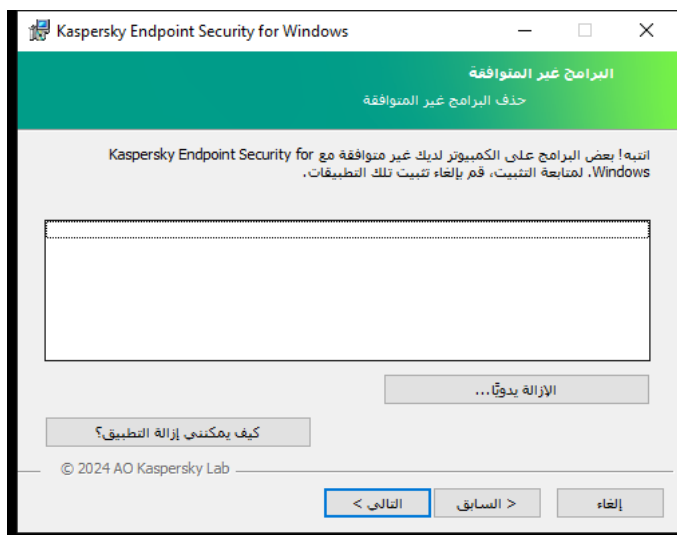 Kaspersky Endpoint Security for Windows
البرامج غير المتوافقة
حذف البرامج غير المتوافقة
انتبه! بعض البرامج على الكمبيوتر لديك غير متوافقة مع Kaspersky Endpoint Security for
Windows. لمتابعة التثبيت، قم بإلغاء تثبيت تلك التطبيقات.
الإزالة يدويًّا...
كيف يمكنني إزالة التطبيق؟
© 2024 AO Kaspersky Lab
إلغاء
< السابق
التالي >